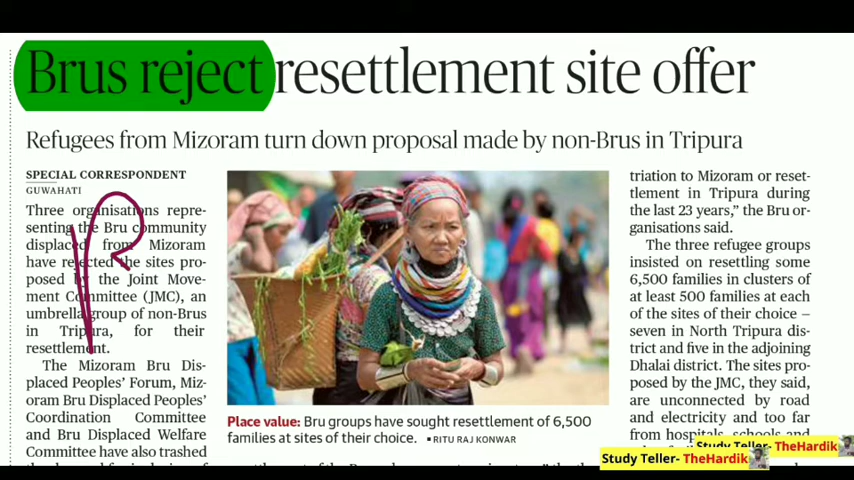 Brus reject resettlement site offer
Refugees from Mizoram turn down proposal made by non-Brus in Tripura
SPECIAL CORRESPONDENT
GUWAHATI
Three organisations repre-
senting the Bru community
displaced from Mizoram
have rejected the sites pro-
posed by the Joint Move-
ment Committee (JMC), an
umbrella group of non-Brus
in Tripura, for their
resettlement.
The Mizoram Bru Dis-
placed Peoples' Forum, Miz-
oram Bru Displaced Peoples'
Coordination Committee
and Bru Displaced Welfare
Committee have also trashed
Place value: Bru groups have sought resettlement of 6,500
families at sites of their choice. ■ RITU RAJ KONWAR
triation to Mizoram or reset-
tlement in Tripura during
the last 23 years,” the Bru or-
ganisations said.
The three refugee groups
insisted on resettling some
6,500 families in clusters of
at least 500 families at each
of the sites of their choice –
seven in North Tripura dis-
trict and five in the adjoining
Dhalai district. The sites pro-
posed by the JMC, they said,
are unconnected by road
and electricity and too far
from hospitals, schools and
Study Teller- TheHardik
Study Teller- TheHardik